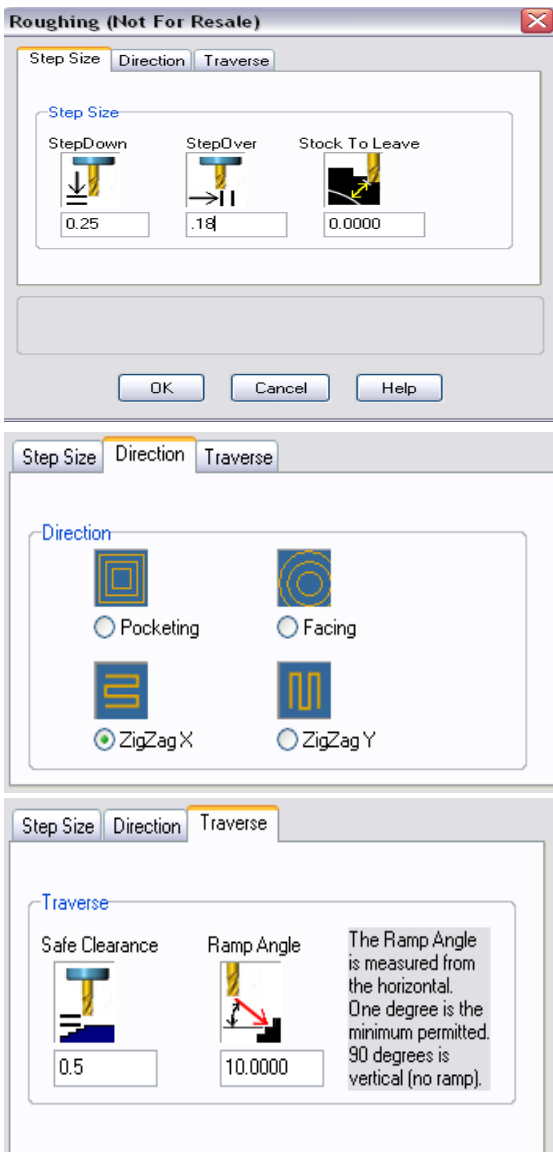 Roughing (Not For Resale)
Step Size Direction Traverse
Step Size
StepDown StepOver Stock To Leave
0.25 .18 0.0000
OK Cancel Help
Step Size Direction Traverse
Direction
Pocketing Facing
ZigZag X ZigZag Y
Step Size Direction Traverse
Traverse
Safe Clearance Ramp Angle
0.5 10.0000
The Ramp Angle
is measured from
the horizontal.
One degree is the
minimum permitted.
90 degrees is
vertical (no ramp).